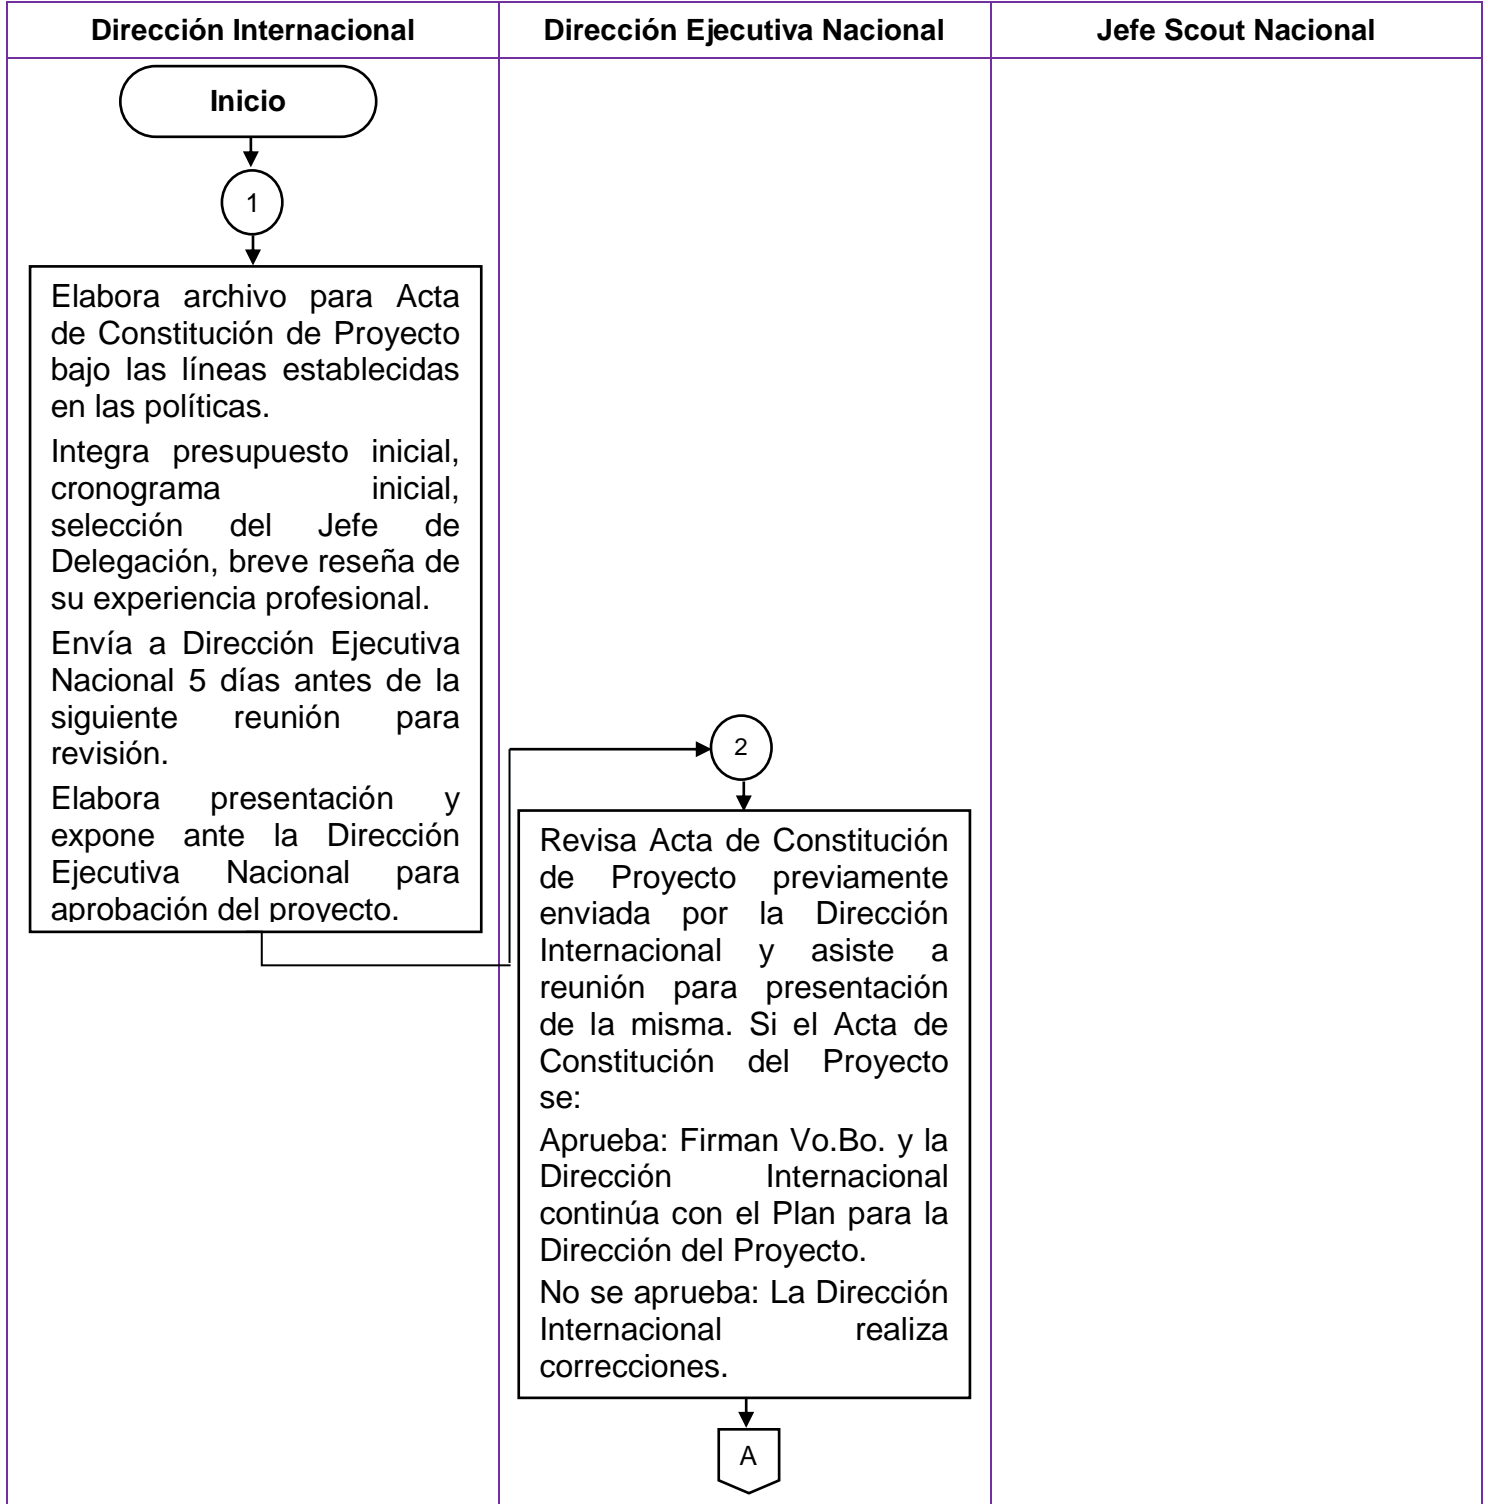 Dirección Internacional
Dirección Ejecutiva Nacional
Jefe Scout Nacional
Inicio
1
Elabora archivo para Acta
de Constitución de Proyecto
bajo las líneas establecidas
en las políticas.
Integra presupuesto inicial,
cronograma inicial,
selección del Jefe de
Delegación, breve reseña de
su experiencia profesional.
Envía a Dirección Ejecutiva
Nacional 5 días antes de la
siguiente reunión para
revisión.
Elabora presentación y
expone ante la Dirección
Ejecutiva Nacional para
aprobación del proyecto.
2
Revisa Acta de Constitución
de Proyecto previamente
enviada por la Dirección
Internacional y asiste a
reunión para presentación
de la misma. Si el Acta de
Constitución del Proyecto
se:
Aprueba: Firman Vo.Bo. y la
Dirección Internacional
continúa con el Plan para la
Dirección del Proyecto.
No se aprueba: La Dirección
Internacional realiza
correcciones.
A